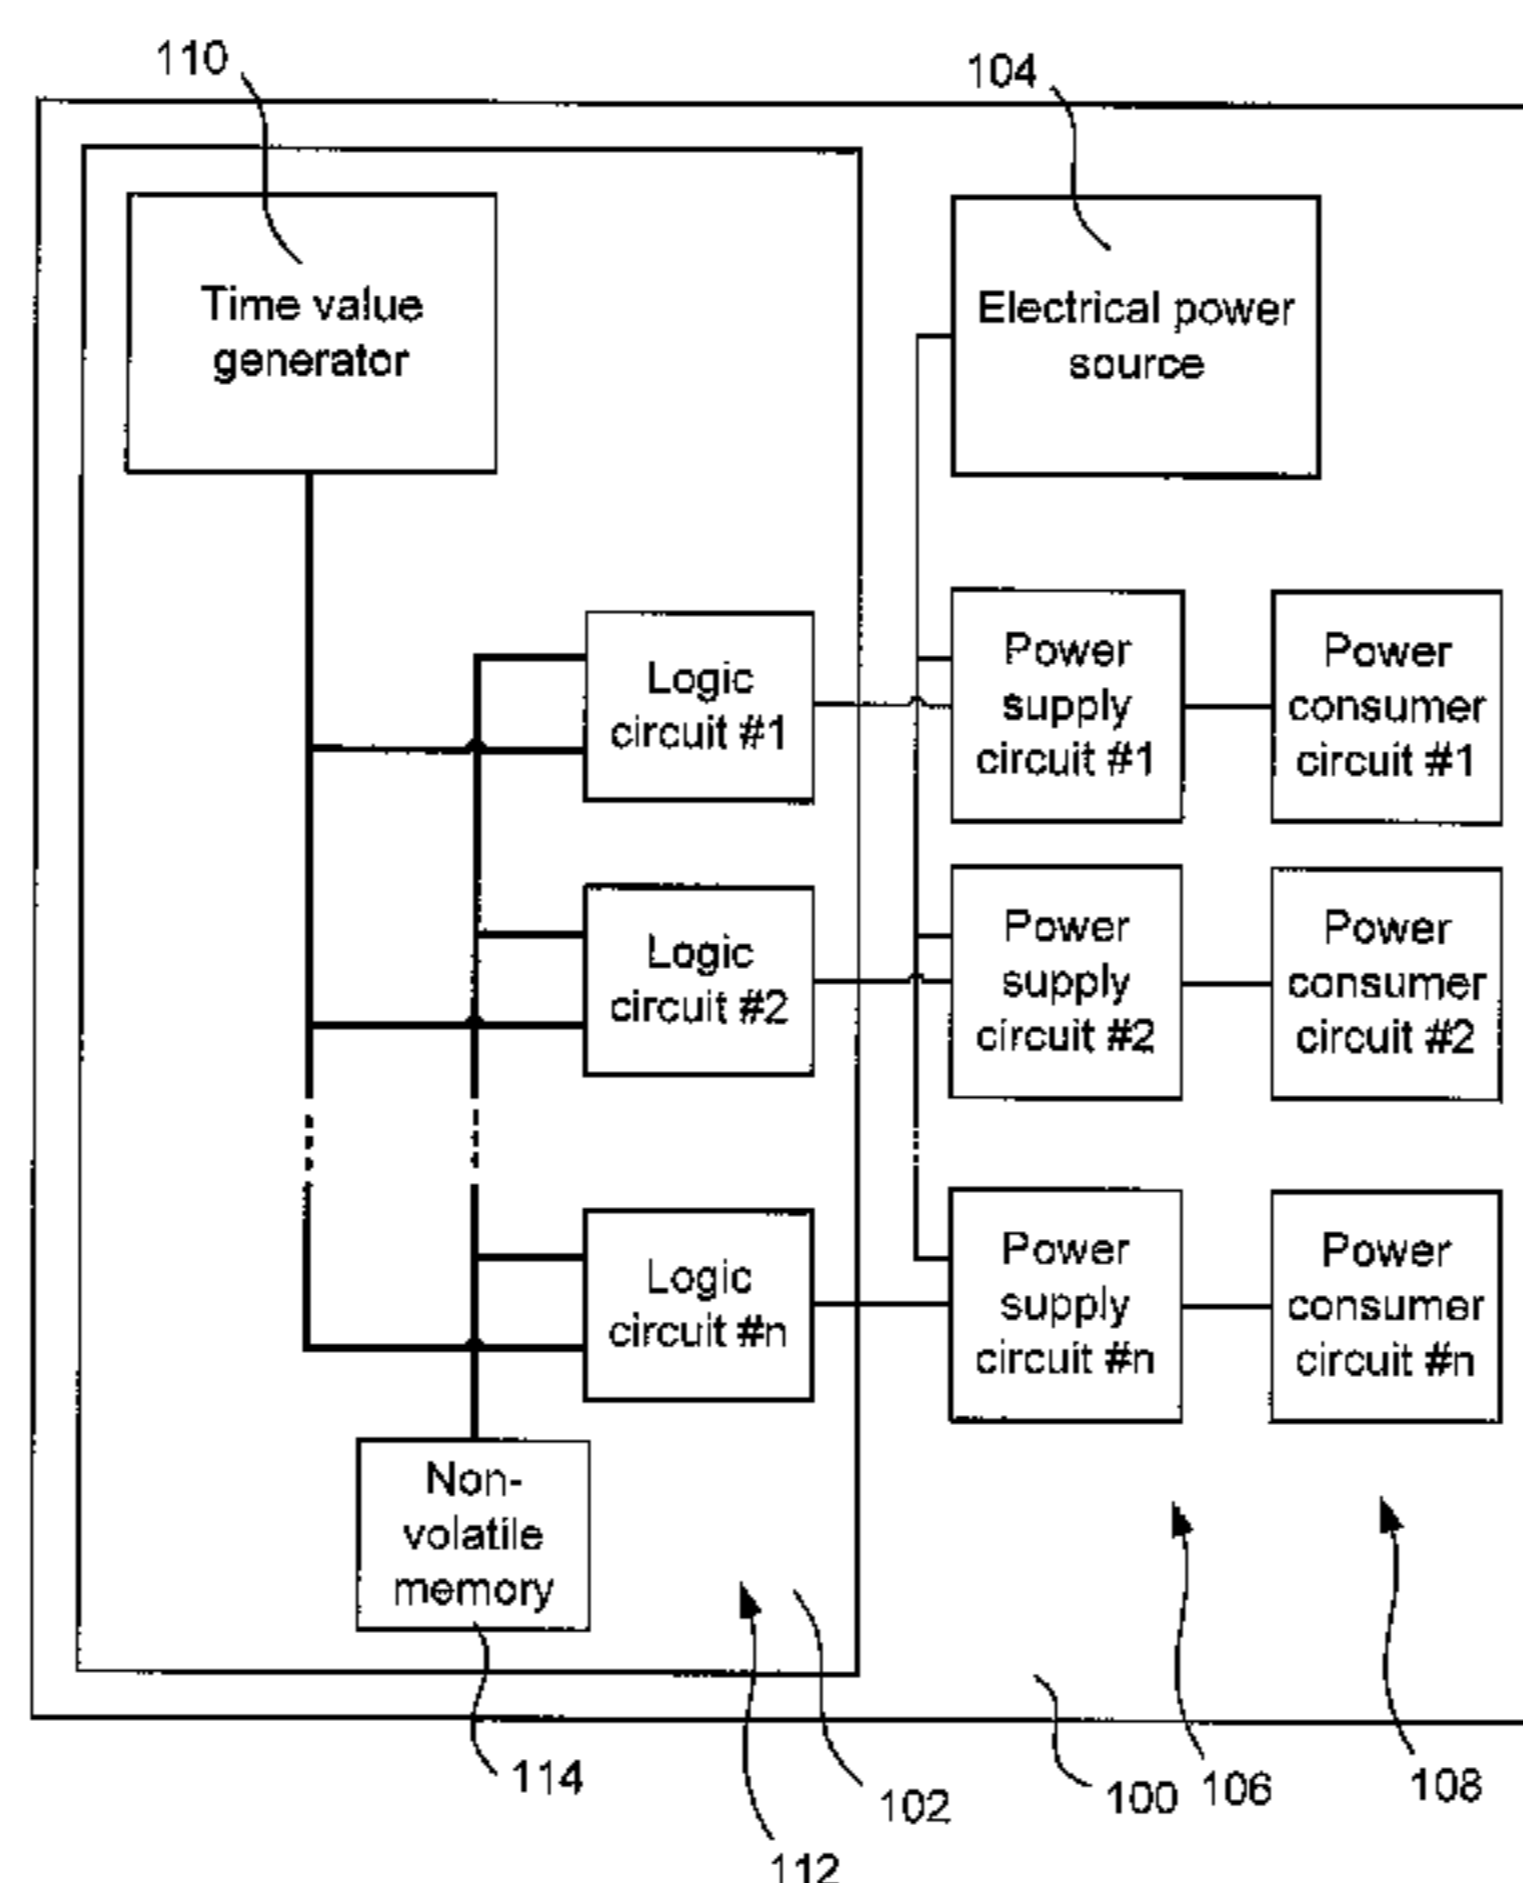 110
104
Time value
generator
Electrical power
source
Logic
circuit #1
Power
supply
circuit #1
Power
consumer
circuit #1
Logic
circuit #2
Power
supply
circuit #2
Power
consumer
circuit #2
Logic
circuit #n
Power
supply
circuit #n
Power
consumer
circuit #n
Non-
volatile
memory
114
102
100
106
108
112